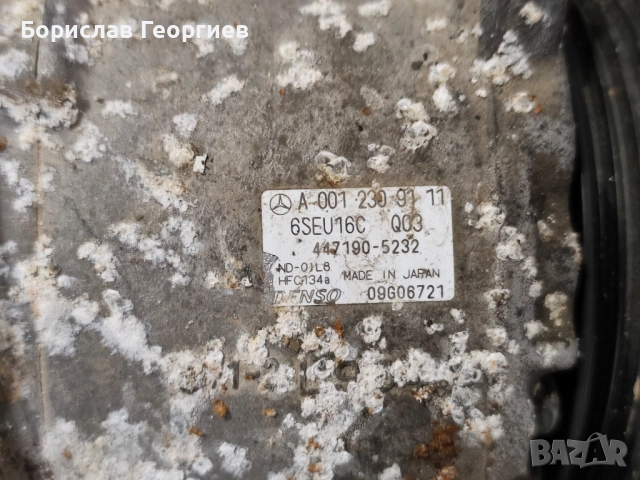 Борислав Георгиев
A 001 230 91 11
6SEU16C Q03
447190-5232
ND-OIL8
HFC134a MADE IN JAPAN
DENSO 09G06721
BAZAR